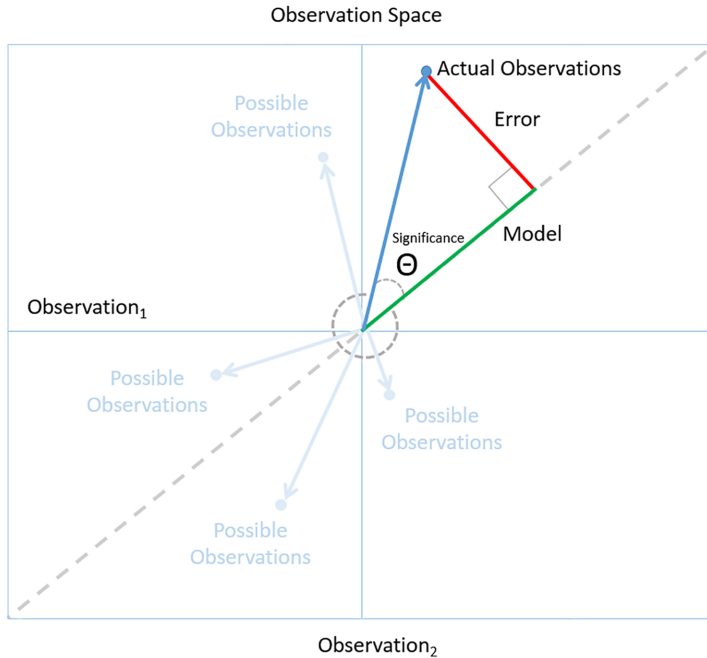 Observation Space
Actual Observations
Possible
Observations
Error
Significance
Model
Θ
Observation₁
Possible
Observations
Possible
Observations
Possible
Observations
Observation₂